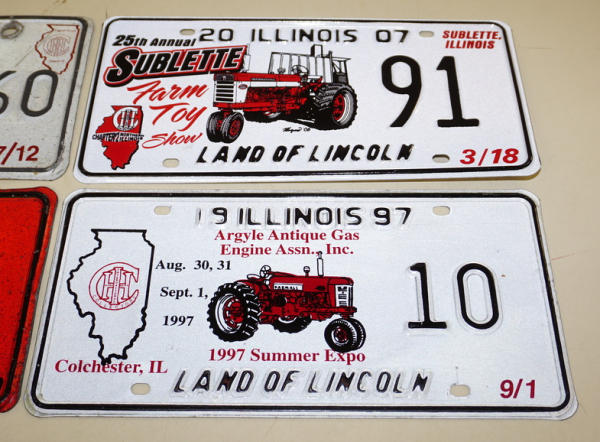 60
7/12
25th Annual
SUBLETTE
Farm
Toy
Show
20 ILLINOIS 07
SUBLETTE,
ILLINOIS
91
LAND OF LINCOLN
3/18
19 ILLINOIS 97
Argyle Antique Gas
Engine Assn., Inc.
Aug. 30, 31
Sept. 1,
1997
IHC
FARMALL
10
Colchester, IL
1997 Summer Expo
LAND OF LINCOLN
9/1